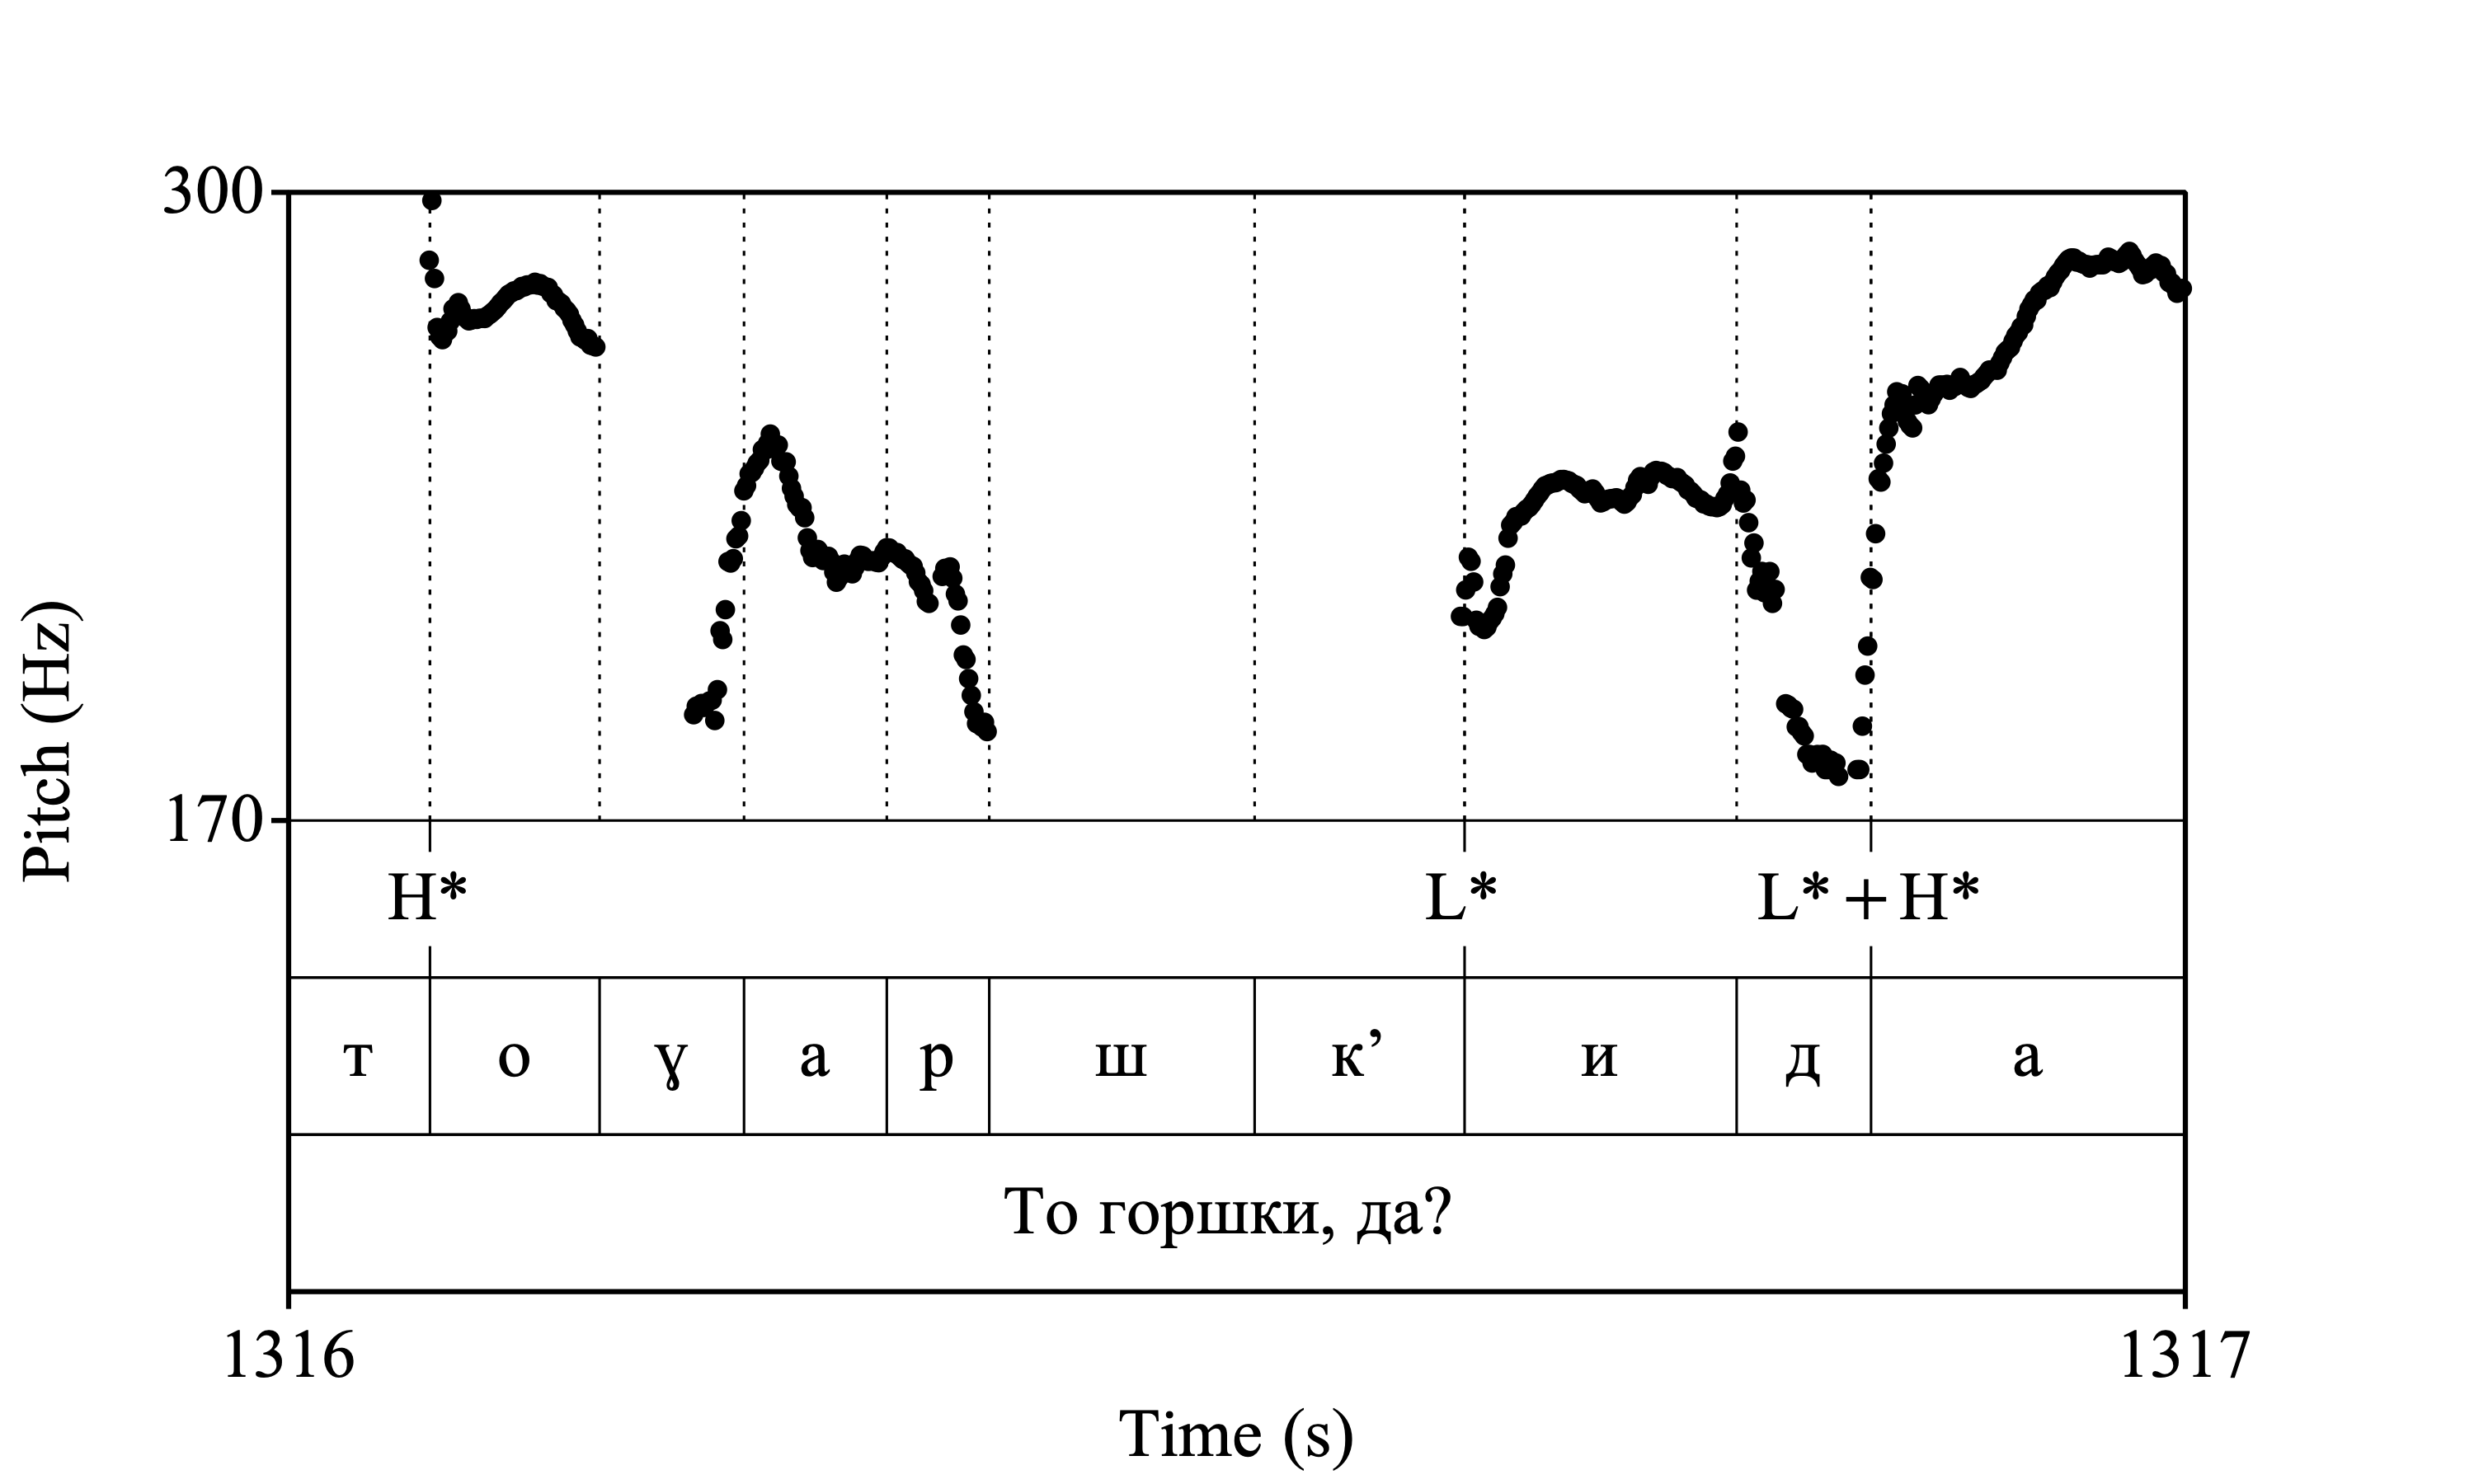 300
170
Pitch (Hz)
H* L* L*+H*
т о ɣ а р ш к’ и д а
То горшки, да?
1316 1317
Time (s)